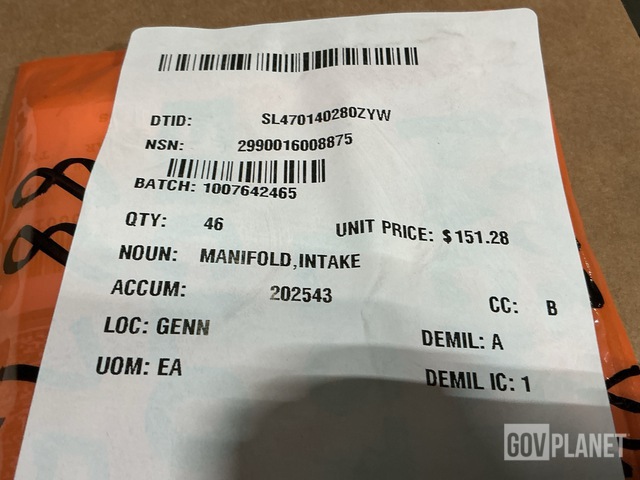 DTID: SL470140280ZYW
NSN: 2990016008875
BATCH: 1007642465
QTY: 46 UNIT PRICE: $151.28
NOUN: MANIFOLD,INTAKE
ACCUM: 202543 CC: B
LOC: GENN DEMIL: A
UOM: EA DEMIL IC: 1
GOVPLANET